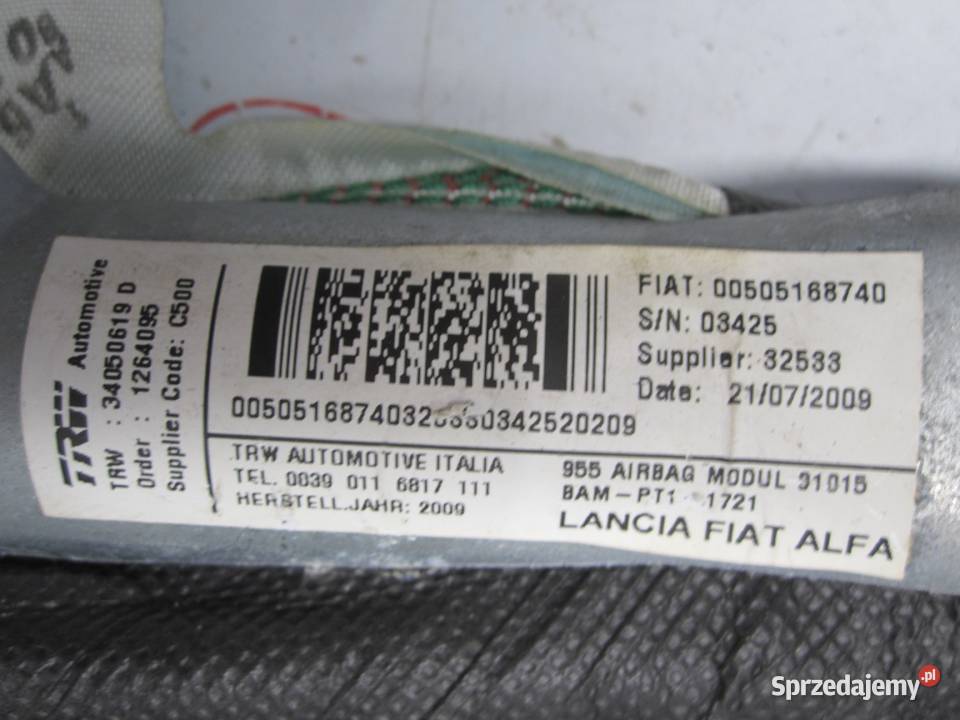 TRW Automotive
TRW : 34050619 D
Order : 1264095
Supplier Code: C500
FIAT: 00505168740
S/N: 03425
Supplier: 32533
Date: 21/07/2009
TRW AUTOMOTIVE ITALIA
TEL. 0039 011 6817 111
HERSTELL.JAHR: 2009
955 AIRBAG MODUL 31015
BAM-PT1 1721
LANCIA FIAT ALFA
Sprzedajemy.pl